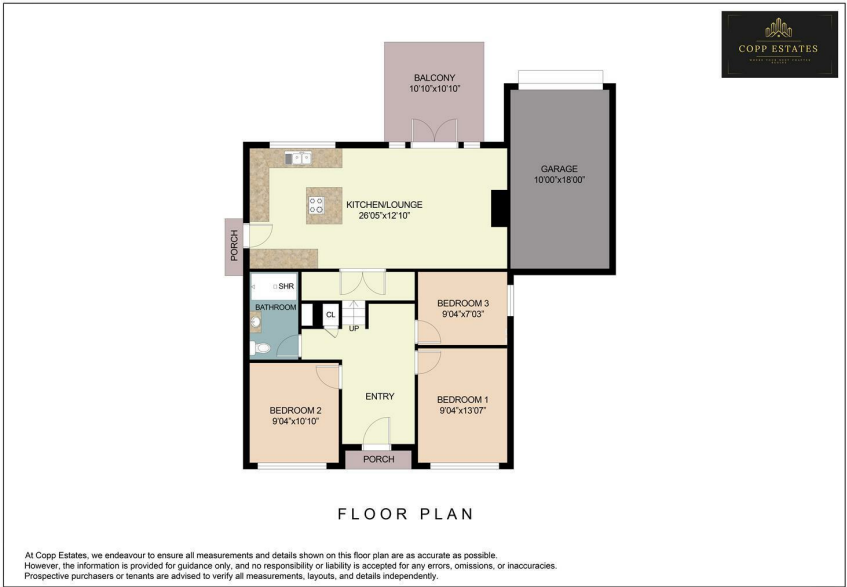 COPP ESTATES
BALCONY
10'10"x10'10"
GARAGE
10'00"x18'00"
KITCHEN/LOUNGE
26'05"x12'10"
PORCH
SHR
BATHROOM
CL
UP
BEDROOM 3
9'04"x7'03"
ENTRY
BEDROOM 2
9'04"x10'10"
BEDROOM 1
9'04"x13'07"
PORCH
FLOOR PLAN
At Copp Estates, we endeavour to ensure all measurements and details shown on this floor plan are as accurate as possible.
However, the information is provided for guidance only, and no responsibility or liability is accepted for any errors, omissions, or inaccuracies.
Prospective purchasers or tenants are advised to verify all measurements, layouts, and details independently.